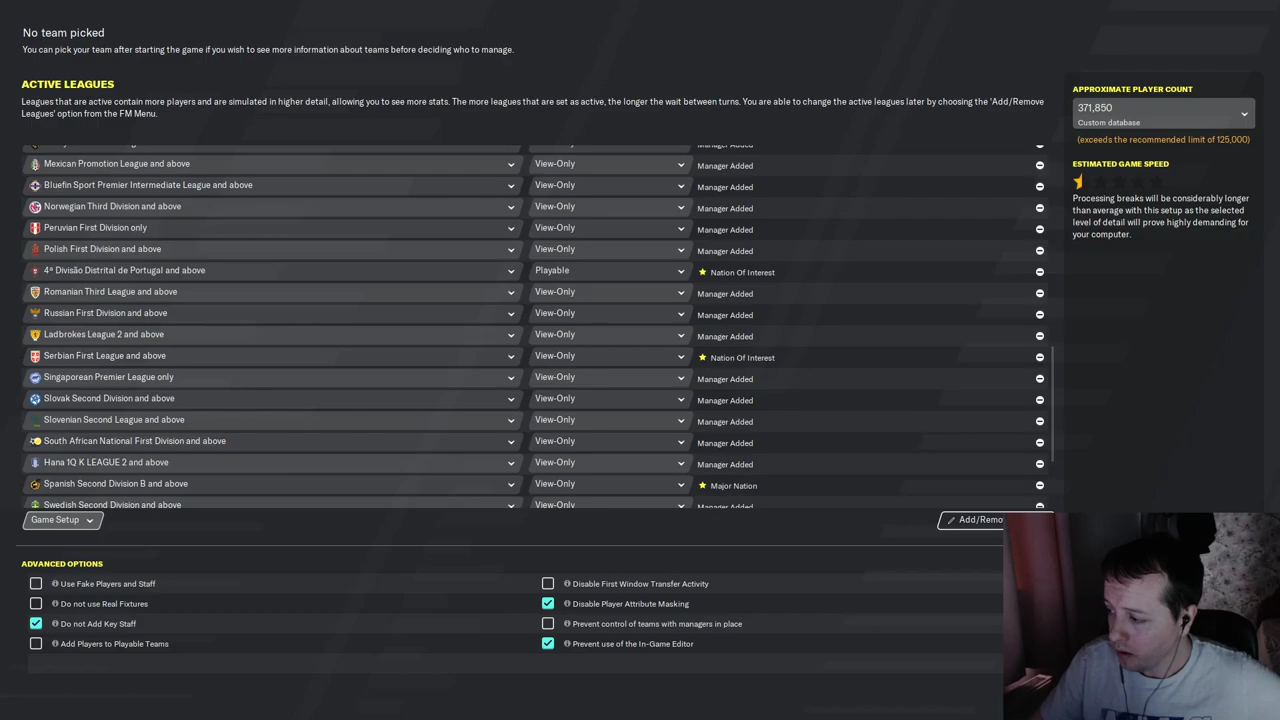 No team picked
You can pick your team after starting the game if you wish to see more information about teams before deciding who to manage.
ACTIVE LEAGUES
Leagues that are active contain more players and are simulated in higher detail, allowing you to see more stats. The more leagues that are set as active, the longer the wait between turns. You are able to change the active leagues later by choosing the 'Add/Remove
Leagues' option from the FM Menu.
Manager Added
Mexican Promotion League and above View-Only Manager Added
Bluefin Sport Premier Intermediate League and above View-Only Manager Added
Norwegian Third Division and above View-Only Manager Added
Peruvian First Division only View-Only Manager Added
Polish First Division and above View-Only Manager Added
4ª Divisão Distrital de Portugal and above Playable Nation Of Interest
Romanian Third League and above View-Only Manager Added
Russian First Division and above View-Only Manager Added
Ladbrokes League 2 and above View-Only Manager Added
Serbian First League and above View-Only Nation Of Interest
Singaporean Premier League only View-Only Manager Added
Slovak Second Division and above View-Only Manager Added
Slovenian Second League and above View-Only Manager Added
South African National First Division and above View-Only Manager Added
Hana 1Q K LEAGUE 2 and above View-Only Manager Added
Spanish Second Division B and above View-Only Major Nation
Swedish Second Division and above View-Only Manager Added
Game Setup
Add/Remo
ADVANCED OPTIONS
Use Fake Players and Staff
Do not use Real Fixtures
Do not Add Key Staff
Add Players to Playable Teams
Disable First Window Transfer Activity
Disable Player Attribute Masking
Prevent control of teams with managers in place
Prevent use of the In-Game Editor
APPROXIMATE PLAYER COUNT
371,850
Custom database
(exceeds the recommended limit of 125,000)
ESTIMATED GAME SPEED
Processing breaks will be considerably longer
than average with this setup as the selected
level of detail will prove highly demanding for
your computer.